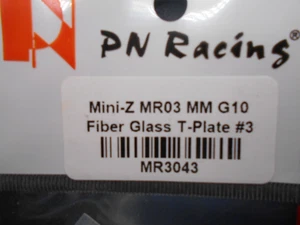 PN Racing®
Mini-Z MR03 MM G10
Fiber Glass T-Plate #3
MR3043